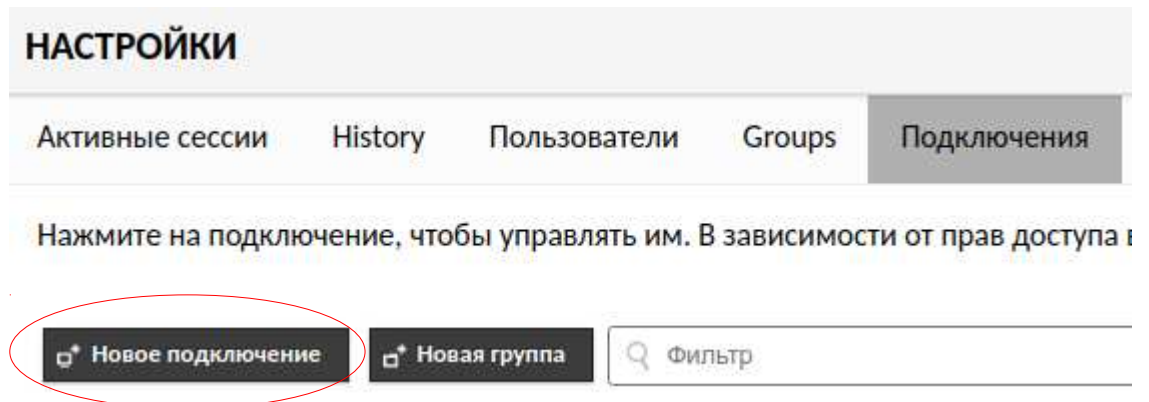 НАСТРОЙКИ
Активные сессии History Пользователи Groups Подключения
Нажмите на подключение, чтобы управлять им. В зависимости от прав доступа в
Новое подключение Новая группа Фильтр